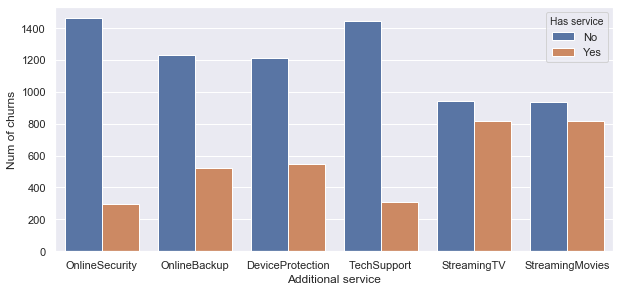 Num of churns
1400
1200
1000
800
600
400
200
0
Has service
No
Yes
OnlineSecurity OnlineBackup DeviceProtection TechSupport StreamingTV StreamingMovies
Additional service